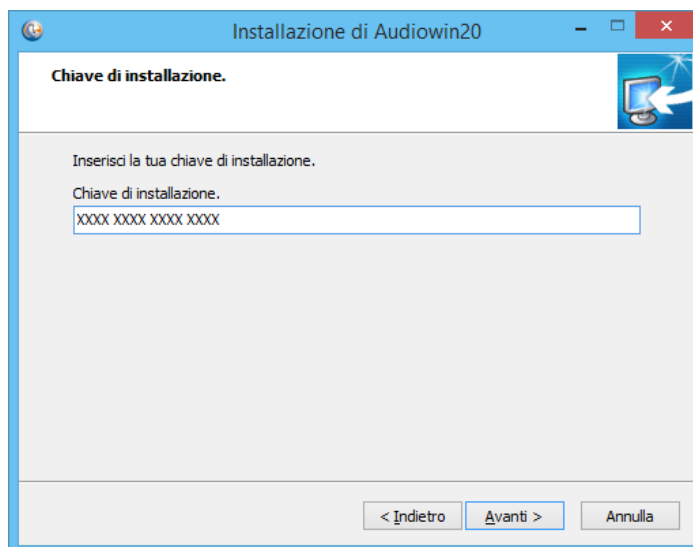 Installazione di Audiowin20
Chiave di installazione.
Inserisci la tua chiave di installazione.
Chiave di installazione.
XXXX XXXX XXXX XXXX
< Indietro
Avanti >
Annulla